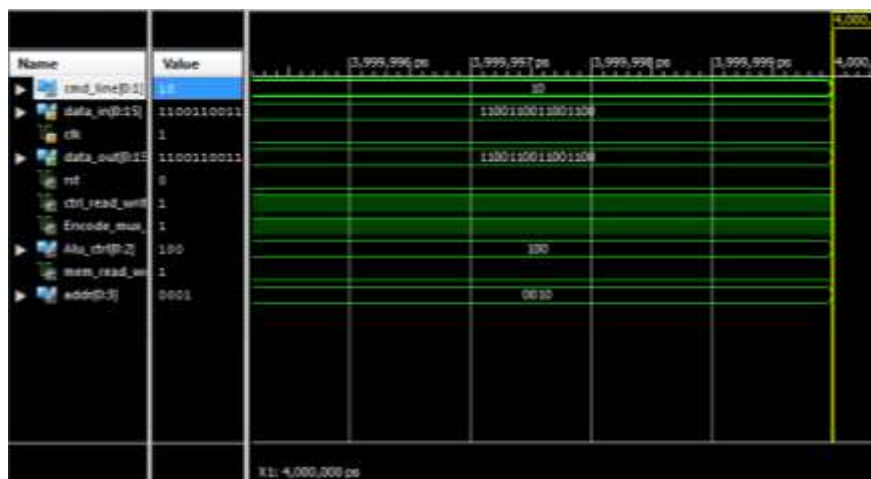 4,000,
Name Value 3,999,996 ps 3,999,997 ps 3,999,998 ps 3,999,999 ps 4,000,
cmd_line[0:1] 10 10
data_in[0:15] 1100110011 1100110011001100
clk 1
data_out[0:15 1100110011 1100110011001100
rst 0
ctrl_read_writ 1
Encode_mux_ 1
Alu_ctrl[0:2] 100 100
mem_read_wr 1
addr[0:3] 0001 0010
X1: 4,000,000 ps